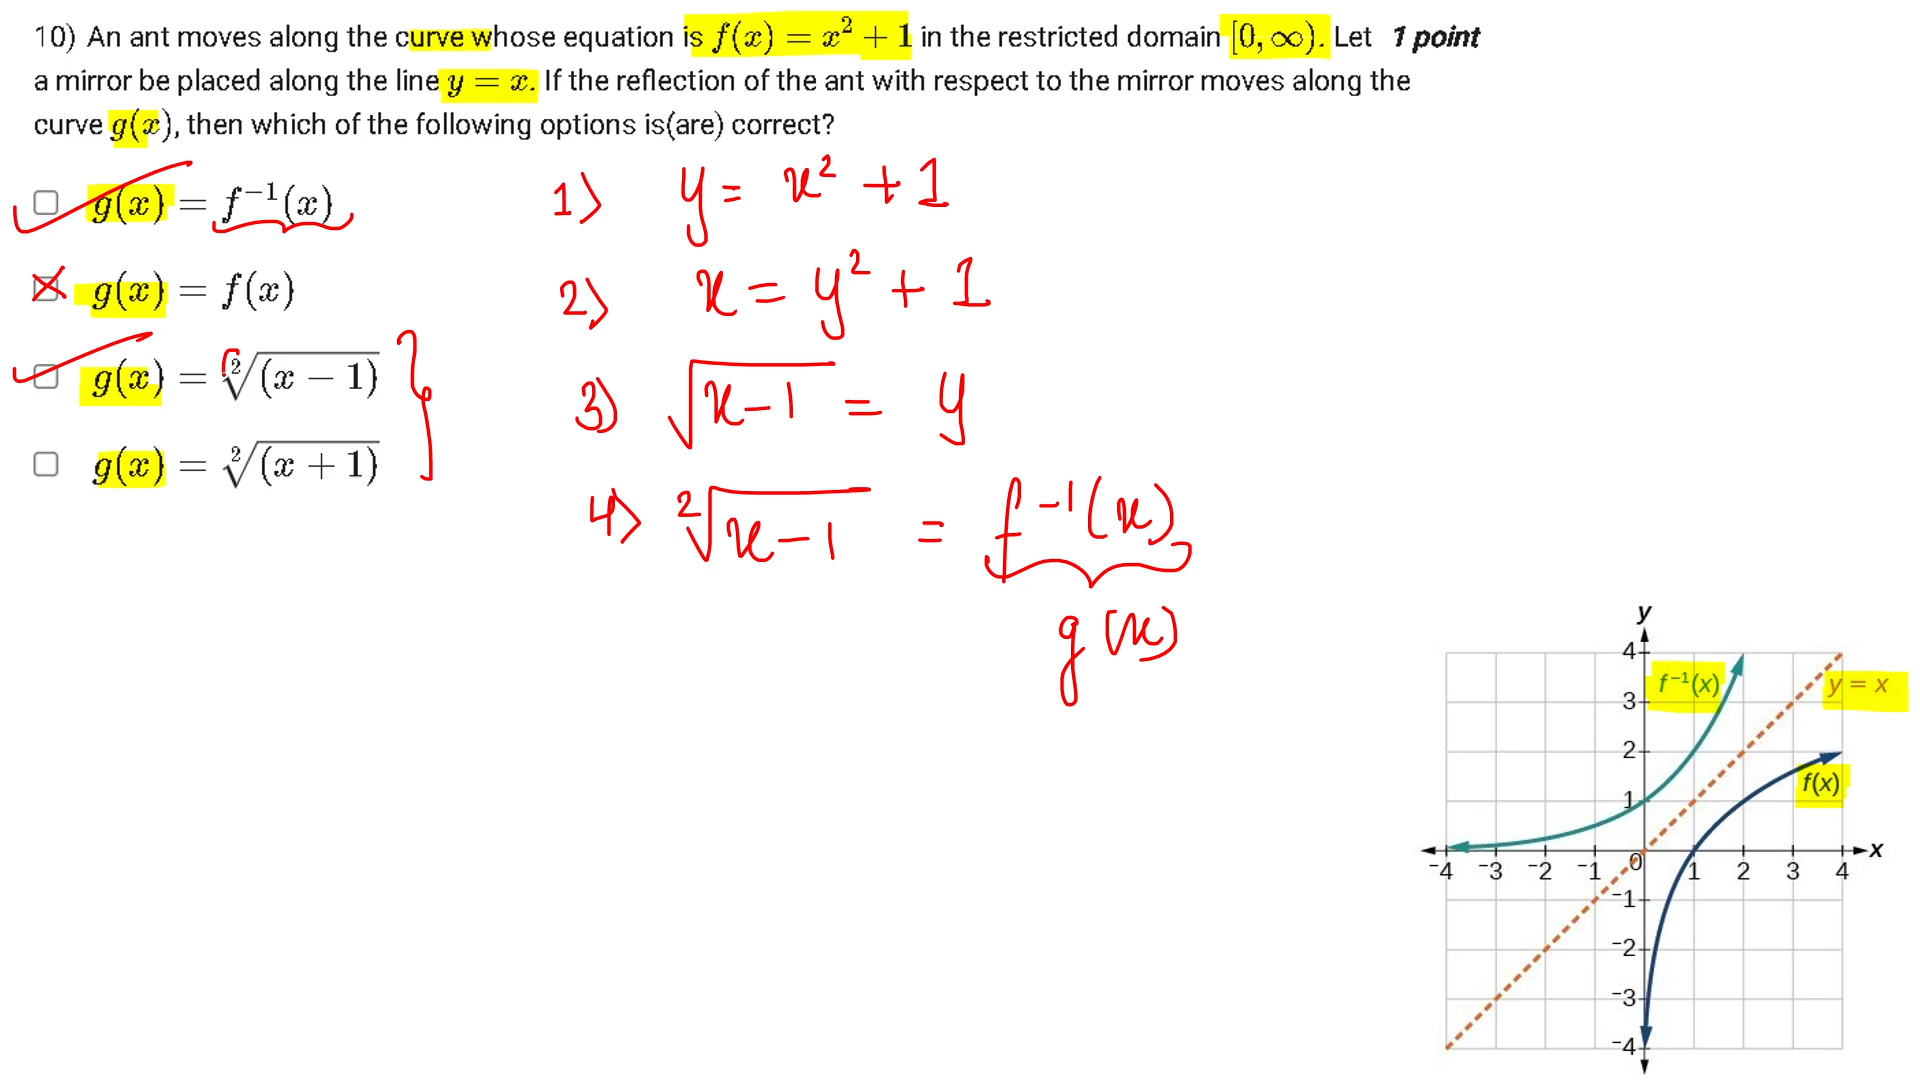 10) An ant moves along the curve whose equation is f(x) = x² + 1 in the restricted domain [0, ∞). Let 1 point
a mirror be placed along the line y = x. If the reflection of the ant with respect to the mirror moves along the
curve g(x), then which of the following options is(are) correct?
g(x) = f⁻¹(x)
g(x) = f(x)
g(x) = ²√(x − 1)
g(x) = ²√(x + 1)
1) y = x² + 1
2) x = y² + 1
3) √x-1 = y
4) ²√x-1 = f⁻¹(x)
g(x)
y
4
f⁻¹(x)
y = x
3
2
f(x)
1
x
-4 -3 -2 -1 0 1 2 3 4
-1
-2
-3
-4